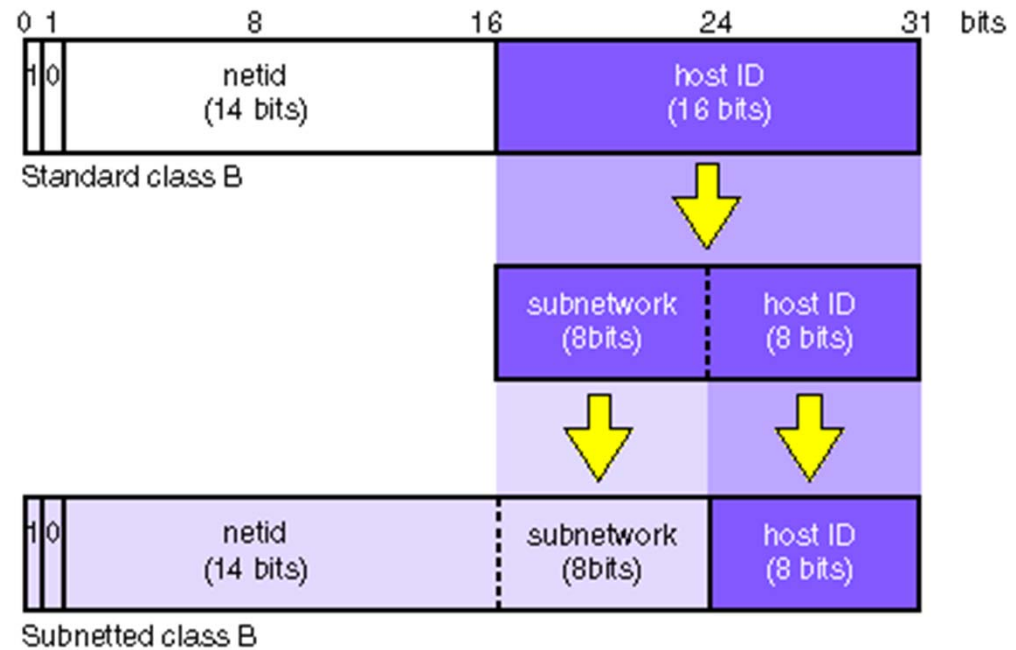 0 1 8 16 24 31 bits
1 0 netid host ID
(14 bits) (16 bits)
Standard class B
subnetwork host ID
(8bits) (8 bits)
1 0 netid subnetwork host ID
(14 bits) (8bits) (8 bits)
Subnetted class B